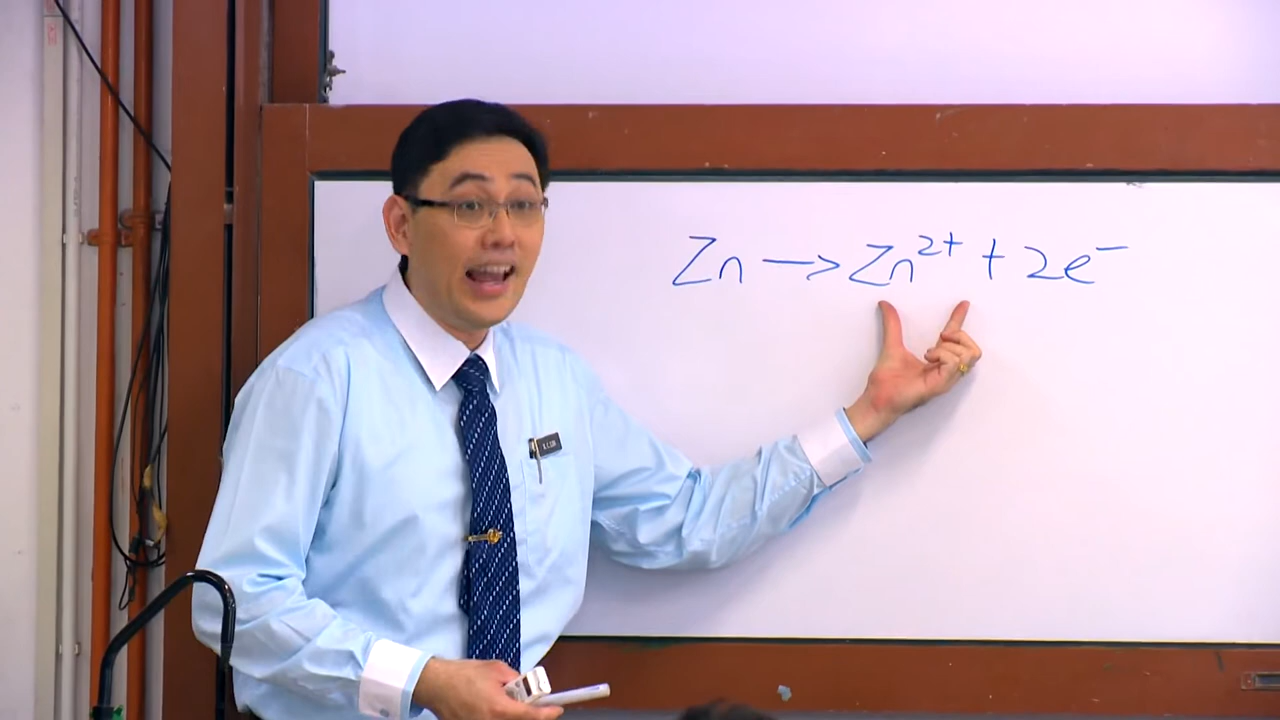 Zn → Zn²⁺ + 2e⁻